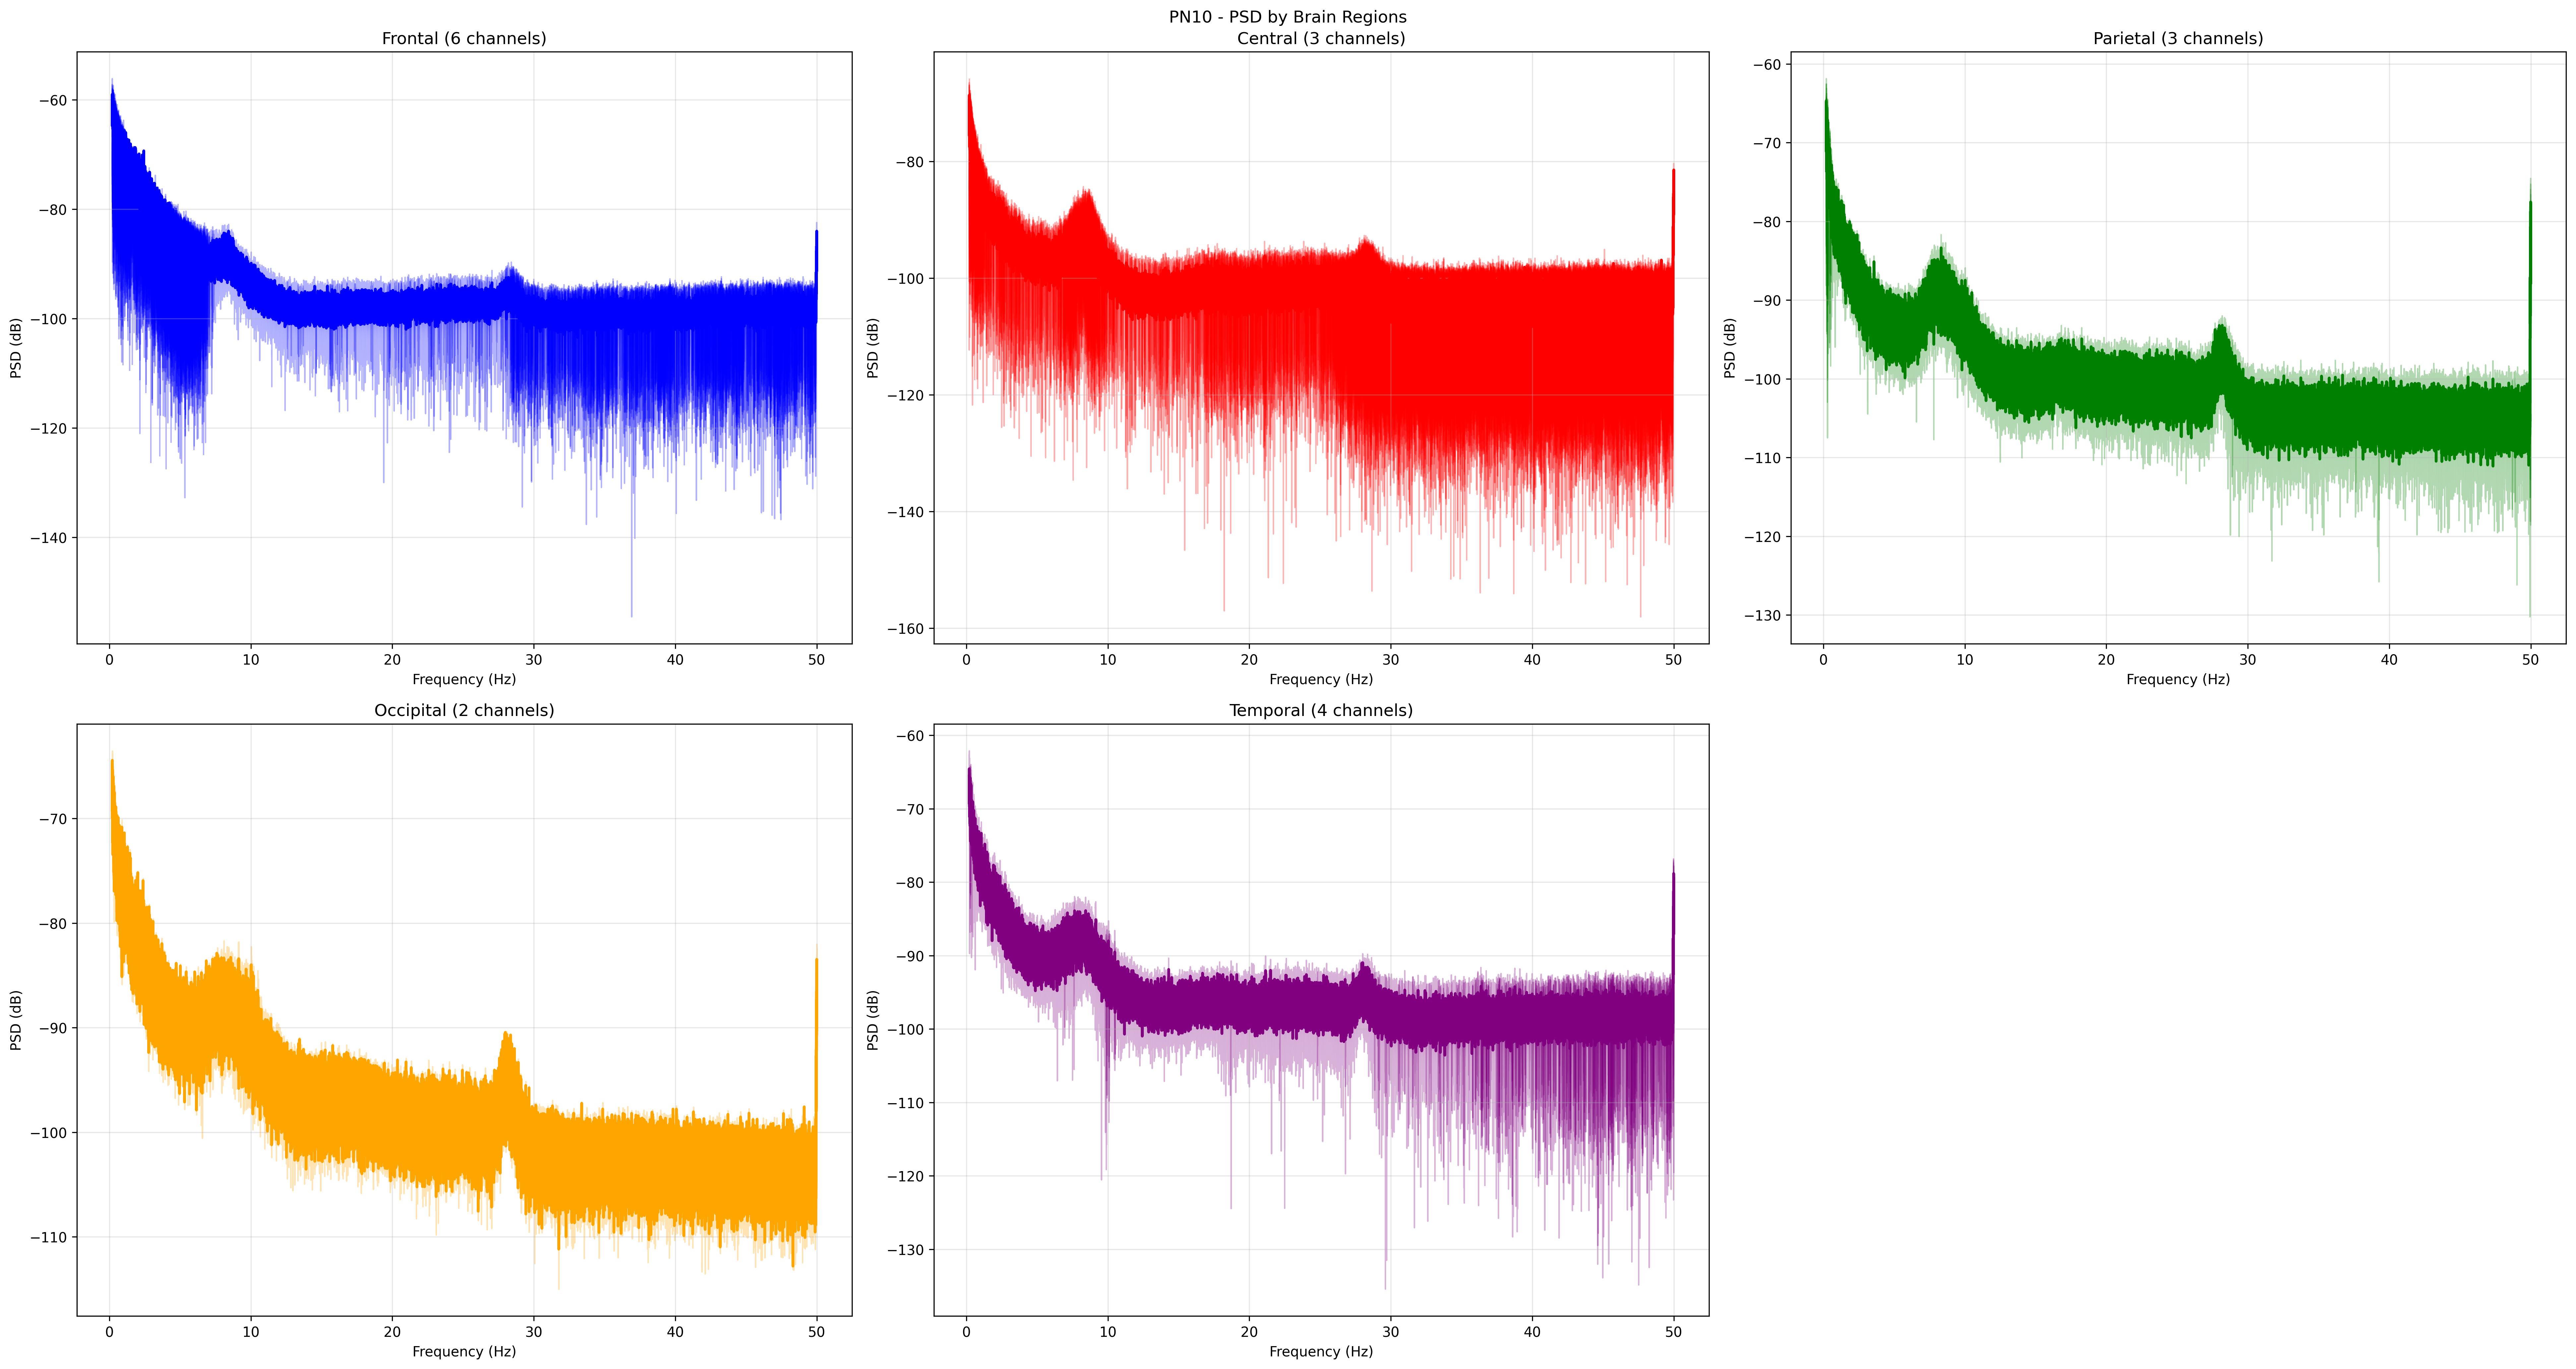 PN10 - PSD by Brain Regions
Frontal (6 channels)
−60
−80
−100
−120
−140
PSD (dB)
0 10 20 30 40 50
Frequency (Hz)
Central (3 channels)
−80
−100
−120
−140
−160
PSD (dB)
0 10 20 30 40 50
Frequency (Hz)
Parietal (3 channels)
−60
−70
−80
−90
−100
−110
−120
−130
PSD (dB)
0 10 20 30 40 50
Frequency (Hz)
Occipital (2 channels)
−70
−80
−90
−100
−110
PSD (dB)
0 10 20 30 40 50
Frequency (Hz)
Temporal (4 channels)
−60
−70
−80
−90
−100
−110
−120
−130
PSD (dB)
0 10 20 30 40 50
Frequency (Hz)